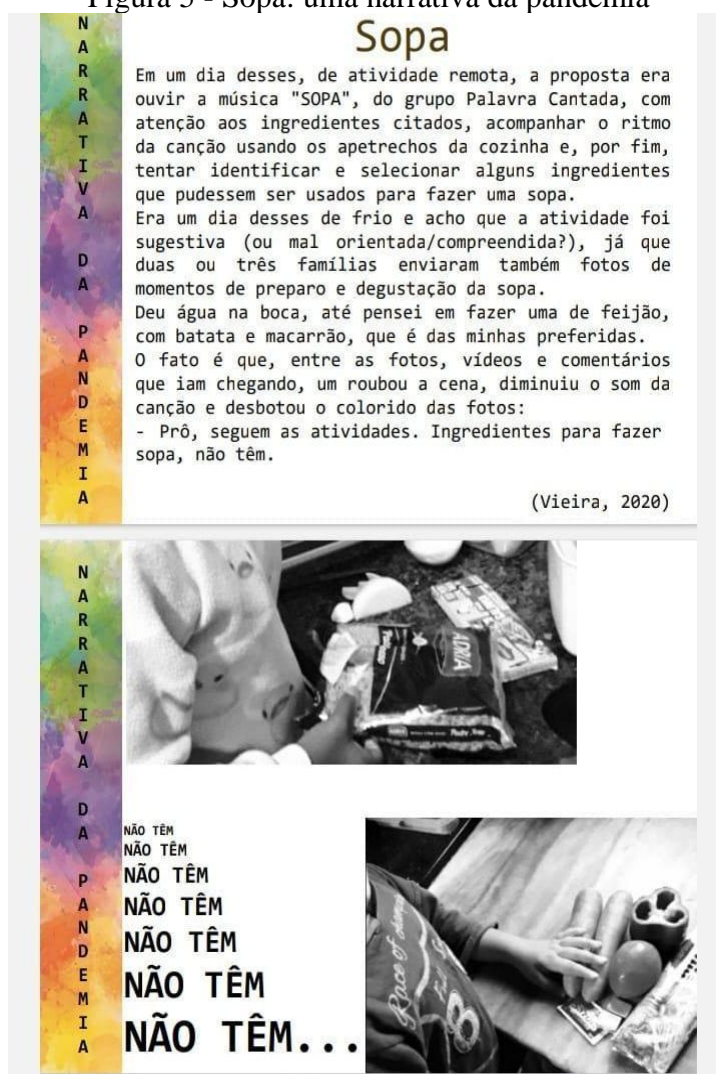 Figura 5 - Sopa: uma narrativa da pandemia
NARRATIVA DA PANDEMIA
Sopa
Em um dia desses, de atividade remota, a proposta era
ouvir a música "SOPA", do grupo Palavra Cantada, com
atenção aos ingredientes citados, acompanhar o ritmo
da canção usando os apetrechos da cozinha e, por fim,
tentar identificar e selecionar alguns ingredientes
que pudessem ser usados para fazer uma sopa.
Era um dia desses de frio e acho que a atividade foi
sugestiva (ou mal orientada/compreendida?), já que
duas ou três famílias enviaram também fotos de
momentos de preparo e degustação da sopa.
Deu água na boca, até pensei em fazer uma de feijão,
com batata e macarrão, que é das minhas preferidas.
O fato é que, entre as fotos, vídeos e comentários
que iam chegando, um roubou a cena, diminuiu o som da
canção e desbotou o colorido das fotos:
- Prô, seguem as atividades. Ingredientes para fazer
sopa, não têm.
(Vieira, 2020)
NARRATIVA DA PANDEMIA
ADRIA
NÃO TÊM
NÃO TÊM
NÃO TÊM
NÃO TÊM
NÃO TÊM
NÃO TÊM
NÃO TÊM...
Race of
8